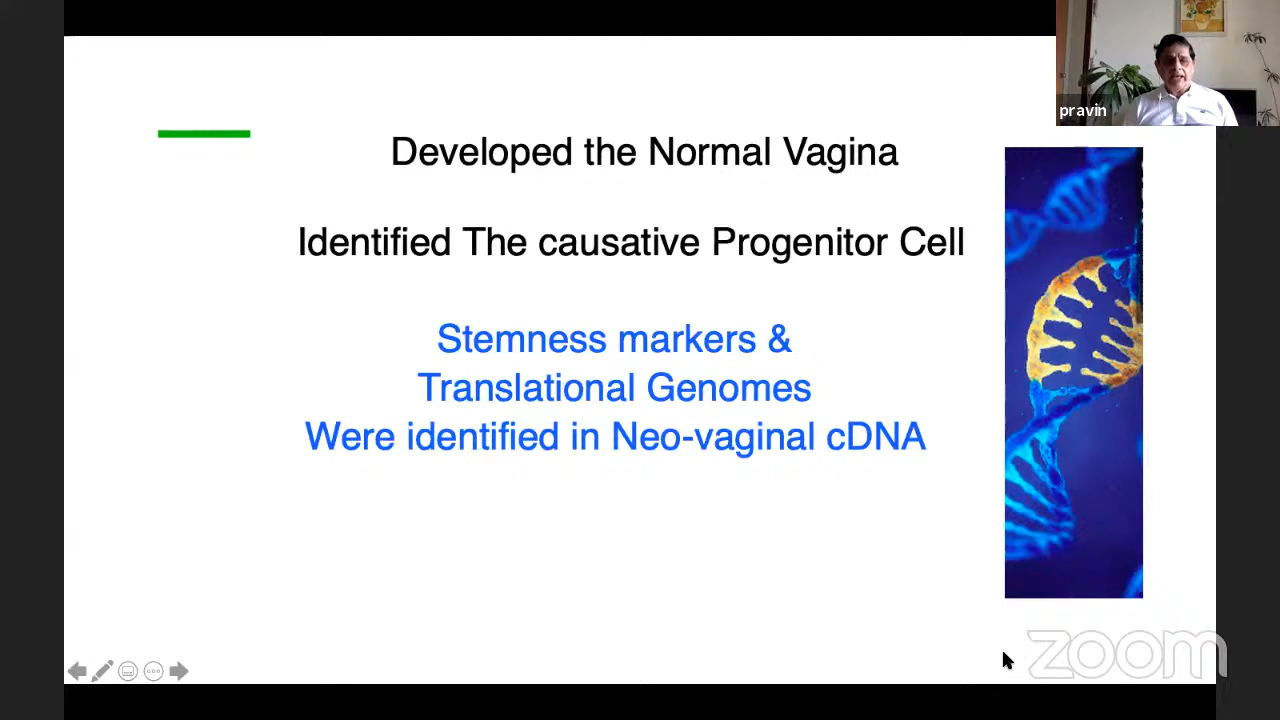 pravin
Developed the Normal Vagina
Identified The causative Progenitor Cell
Stemness markers &
Translational Genomes
Were identified in Neo-vaginal cDNA
zoom